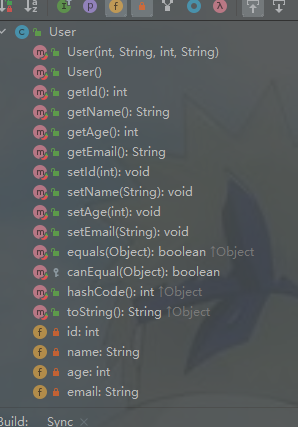 User
User(int, String, int, String)
User()
getId(): int
getName(): String
getAge(): int
getEmail(): String
setId(int): void
setName(String): void
setAge(int): void
setEmail(String): void
equals(Object): boolean ↑Object
canEqual(Object): boolean
hashCode(): int ↑Object
toString(): String ↑Object
id: int
name: String
age: int
email: String
Build: Sync